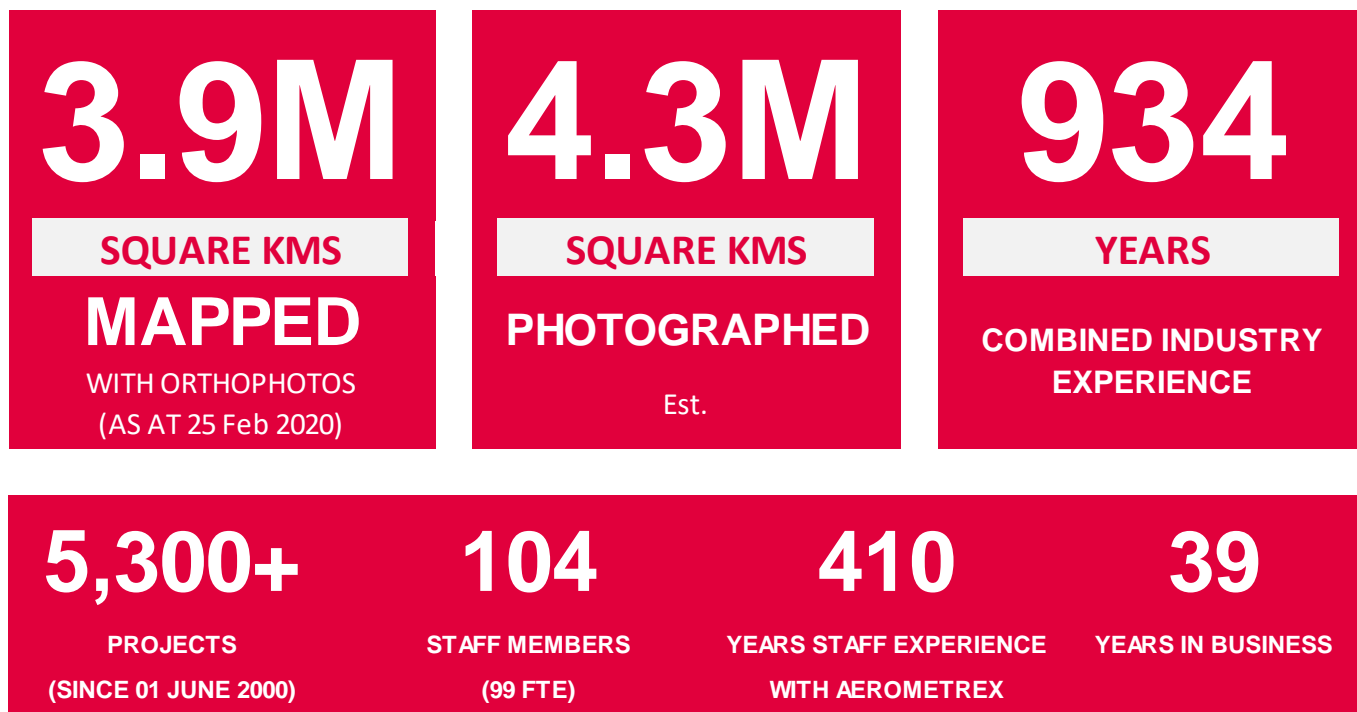 3.9M
SQUARE KMS
MAPPED
WITH ORTHOPHOTOS
(AS AT 25 Feb 2020)
4.3M
SQUARE KMS
PHOTOGRAPHED
Est.
934
YEARS
COMBINED INDUSTRY
EXPERIENCE
5,300+
PROJECTS
(SINCE 01 JUNE 2000)
104
STAFF MEMBERS
(99 FTE)
410
YEARS STAFF EXPERIENCE
WITH AEROMETREX
39
YEARS IN BUSINESS